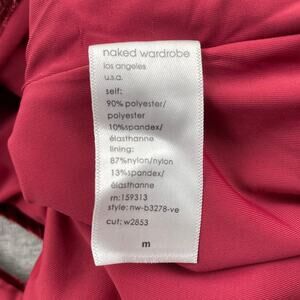 naked wardrobe
los angeles
u.s.a.
self:
90% polyester/
polyester
10%spandex/
élasthanne
lining:
87%nylon/nylon
13%spandex/
élasthanne
rn:159313
style: nw-b3278-ve
cut: w2853
m